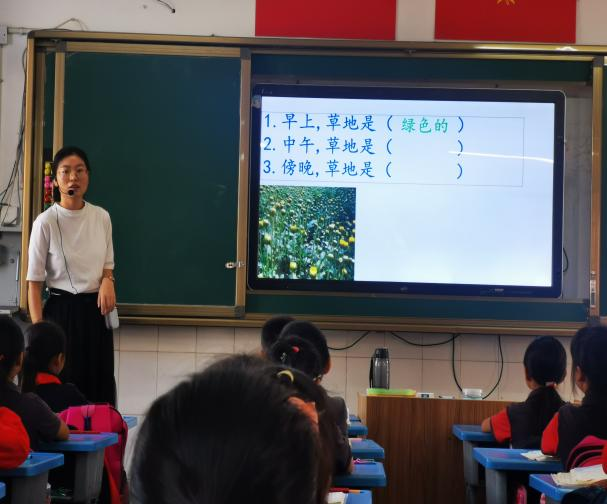 1.早上,草地是( 绿色的 )
2.中午,草地是(        )
3.傍晚,草地是(        )